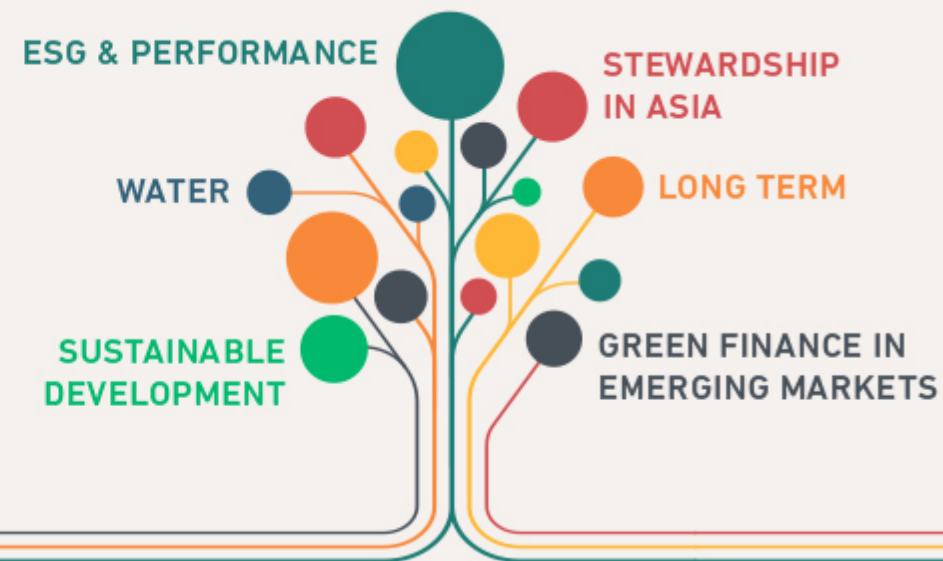 ESG & PERFORMANCE
STEWARDSHIP
IN ASIA
WATER
LONG TERM
SUSTAINABLE
DEVELOPMENT
GREEN FINANCE IN
EMERGING MARKETS